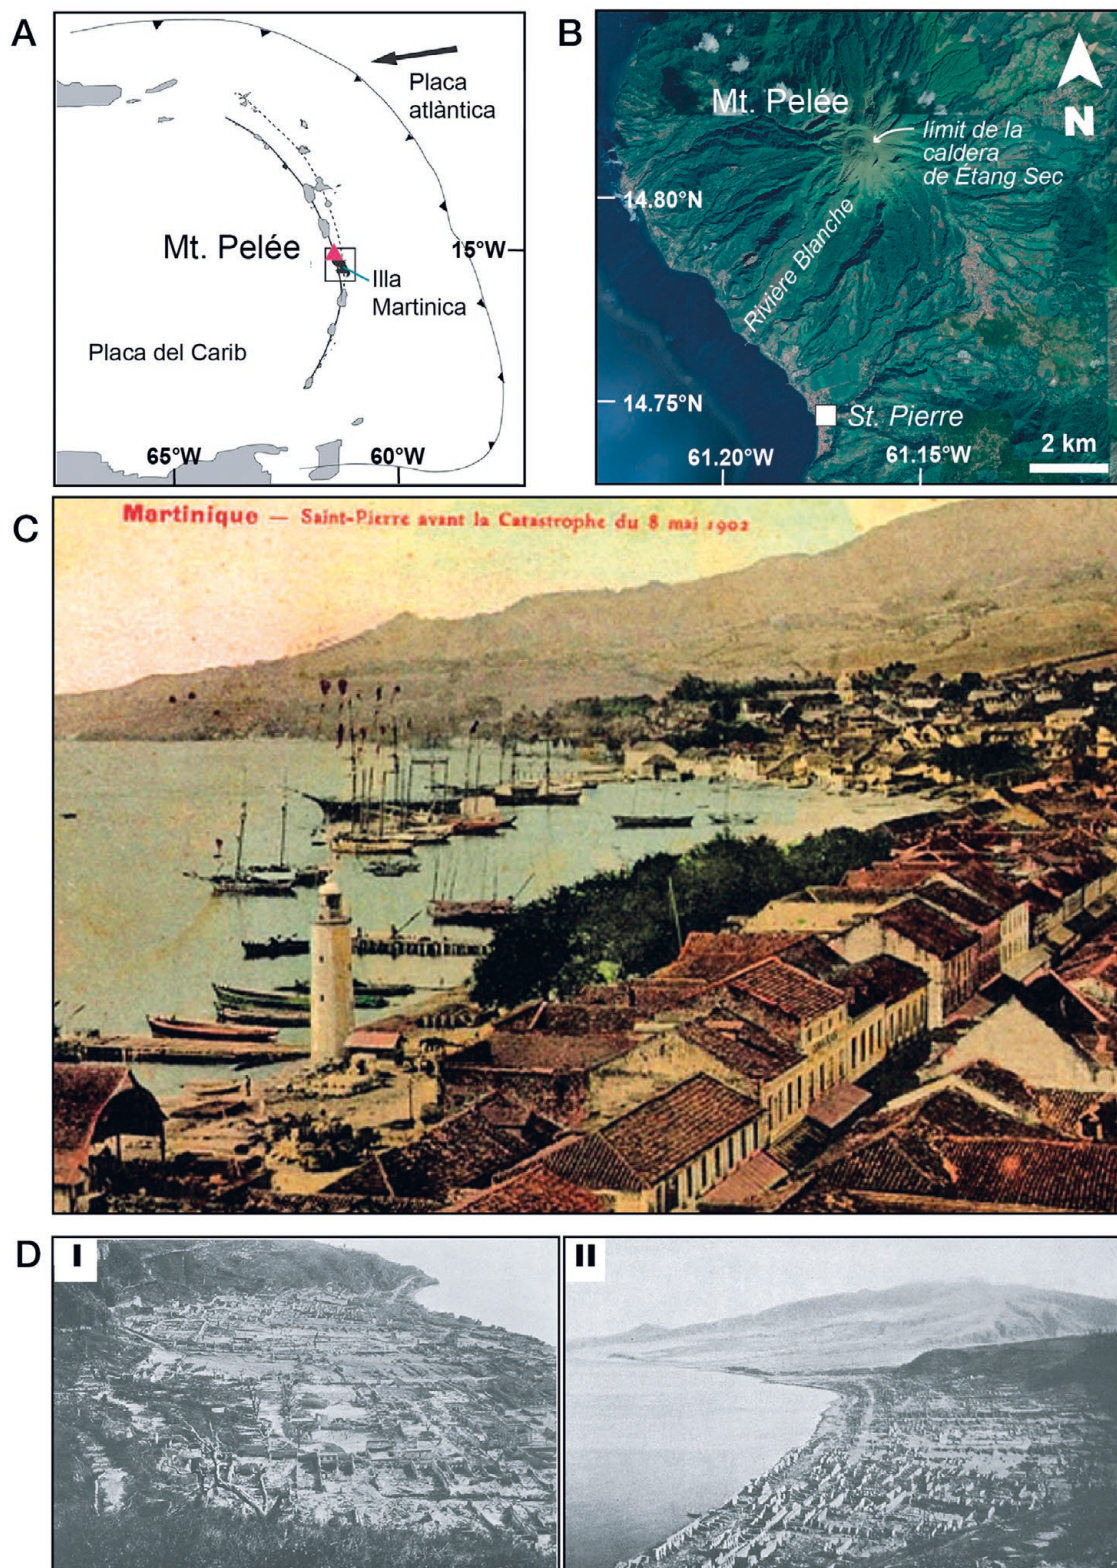 A
Placa
atlàntica
Mt. Pelée
15°W
Illa
Martinica
Placa del Carib
65°W
60°W
B
Mt. Pelée
N
limit de la
caldera
de Étang Sec
14.80°N
Rivière Blanche
14.75°N
St. Pierre
61.20°W
61.15°W
2 km
C
Martinique — Saint-Pierre avant la Catastrophe du 8 mai 1902
D
I
II